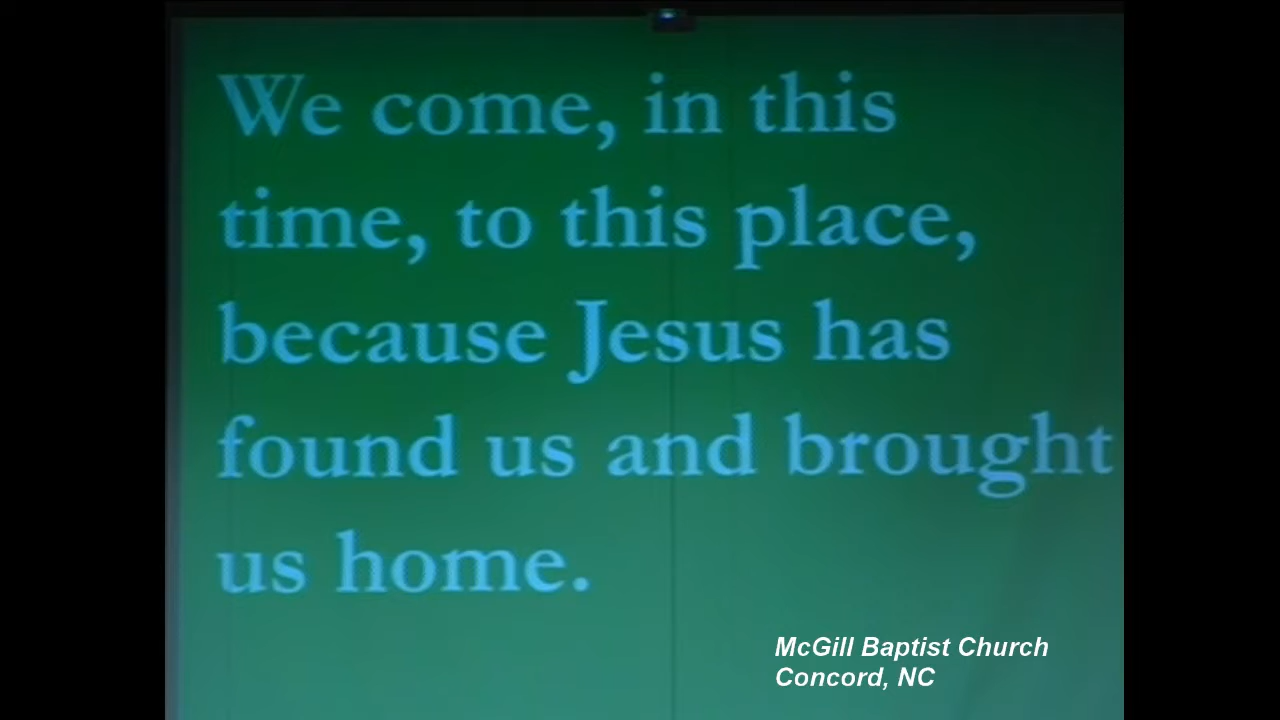 We come, in this
time, to this place,
because Jesus has
found us and brought
us home.
McGill Baptist Church
Concord, NC